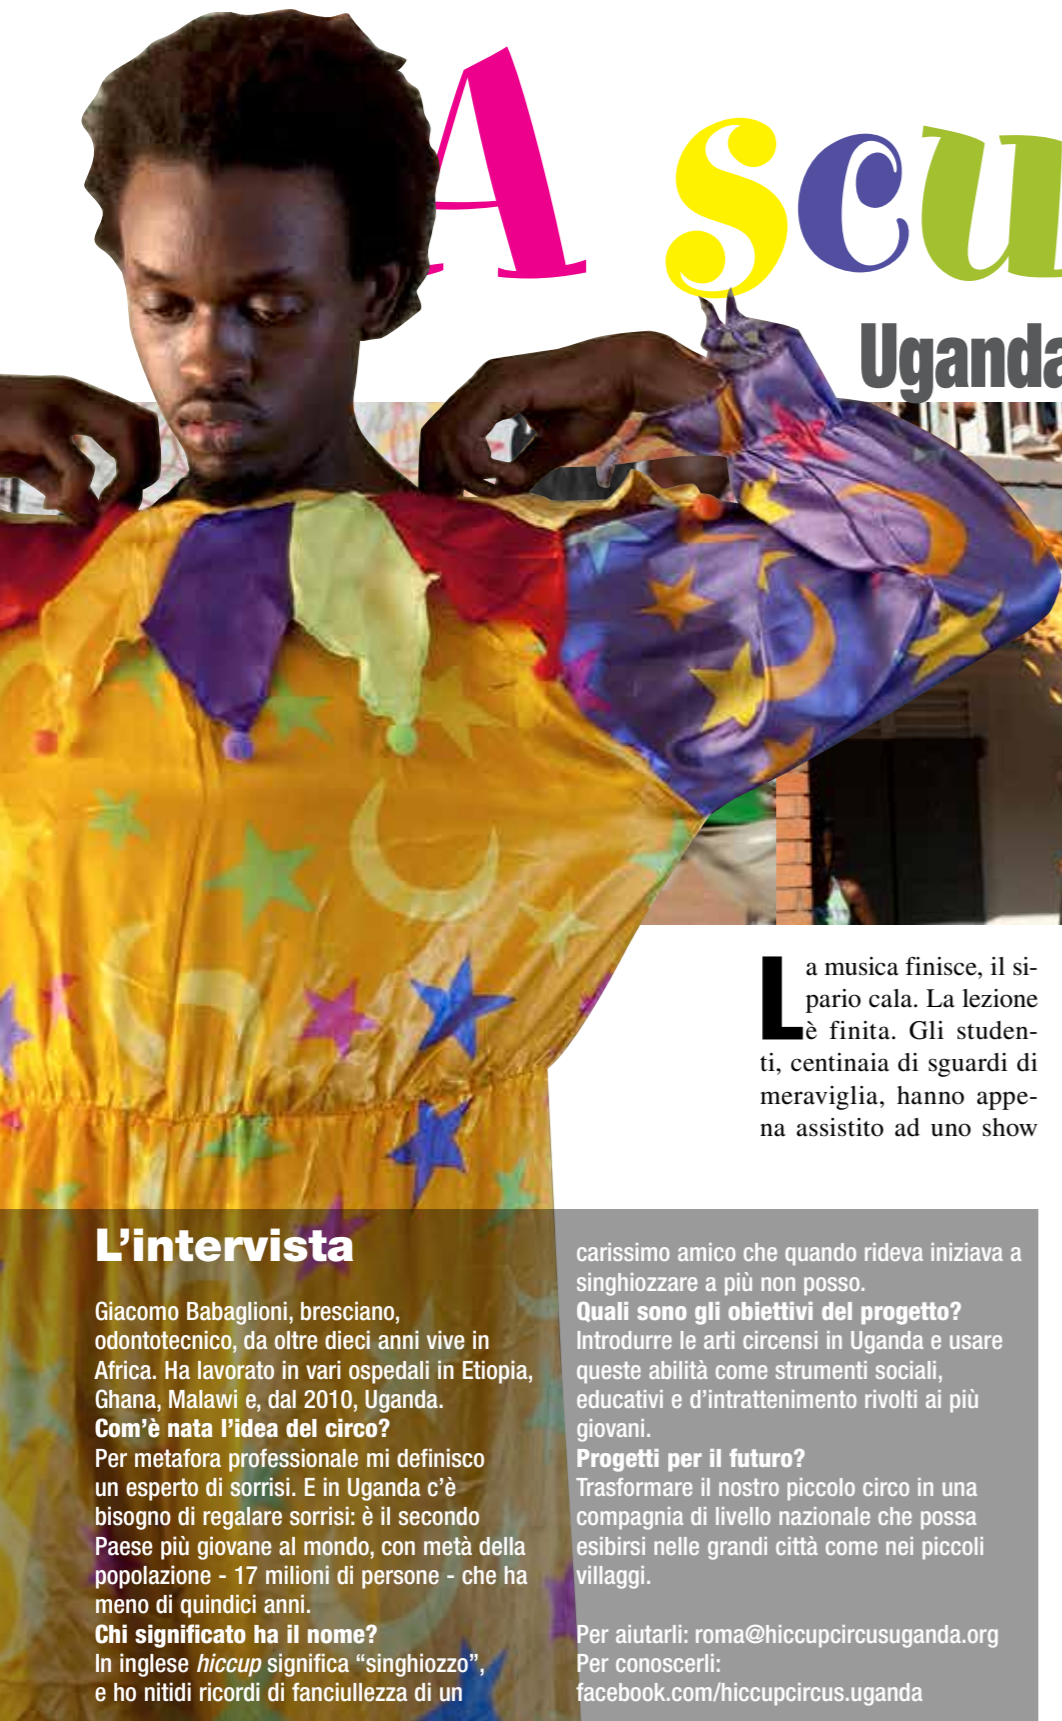 A scu
Uganda
La musica finisce, il si-
pario cala. La lezione
è finita. Gli studen-
ti, centinaia di sguardi di
meraviglia, hanno appe-
na assistito ad uno show
L’intervista
Giacomo Babaglioni, bresciano,
odontotecnico, da oltre dieci anni vive in
Africa. Ha lavorato in vari ospedali in Etiopia,
Ghana, Malawi e, dal 2010, Uganda.
Com’è nata l’idea del circo?
Per metafora professionale mi definisco
un esperto di sorrisi. E in Uganda c’è
bisogno di regalare sorrisi: è il secondo
Paese più giovane al mondo, con metà della
popolazione - 17 milioni di persone - che ha
meno di quindici anni.
Chi significato ha il nome?
In inglese hiccup significa “singhiozzo”,
e ho nitidi ricordi di fanciullezza di un
carissimo amico che quando rideva iniziava a
singhiozzare a più non posso.
Quali sono gli obiettivi del progetto?
Introdurre le arti circensi in Uganda e usare
queste abilità come strumenti sociali,
educativi e d’intrattenimento rivolti ai più
giovani.
Progetti per il futuro?
Trasformare il nostro piccolo circo in una
compagnia di livello nazionale che possa
esibirsi nelle grandi città come nei piccoli
villaggi.
Per aiutarli: roma@hiccupcircusuganda.org
Per conoscerli:
facebook.com/hiccupcircus.uganda